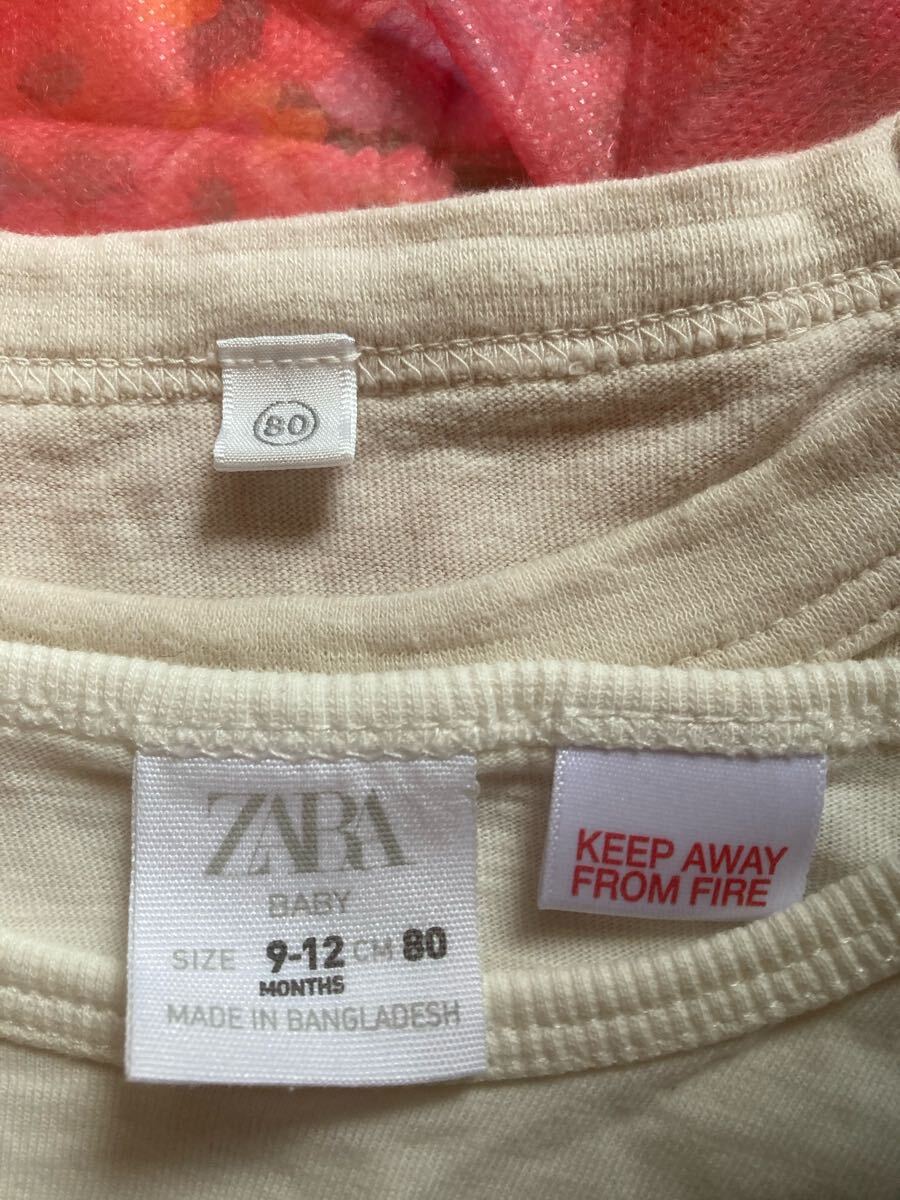 80
ZARA
BABY
SIZE 9-12 CM 80
MONTHS
MADE IN BANGLADESH
KEEP AWAY
FROM FIRE